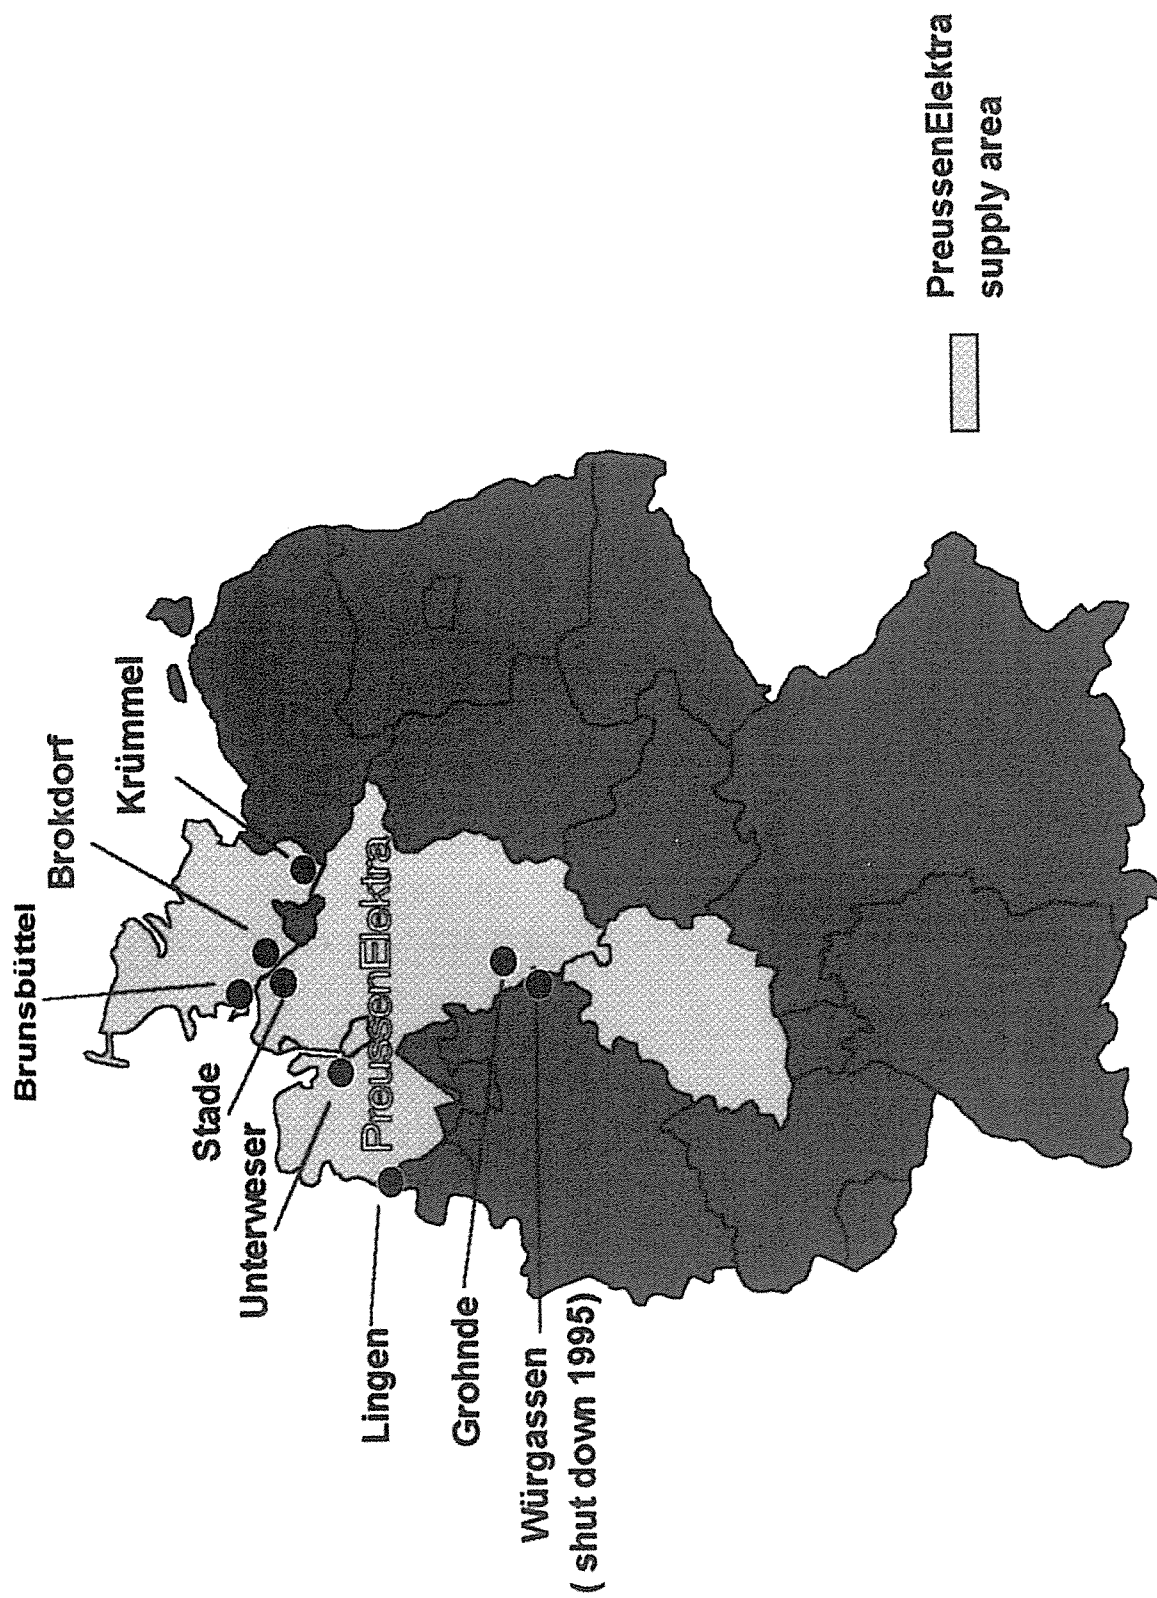 Brunsbüttel
Brokdorf
Krümmel
Stade
Unterweser
PreussenElektra
Lingen
Grohnde
Würgassen
( shut down 1995)
PreussenElektra
supply area